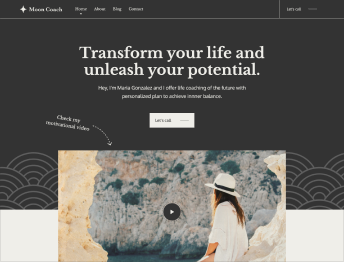 Moon Coach
Home
About
Blog
Contact
Let's call
Transform your life and
unleash your potential.
Hey, I'm Maria Gonzalez and I offer life coaching of the future with
personalized plan to achieve innner balance.
Let's call
Check my
motivational video